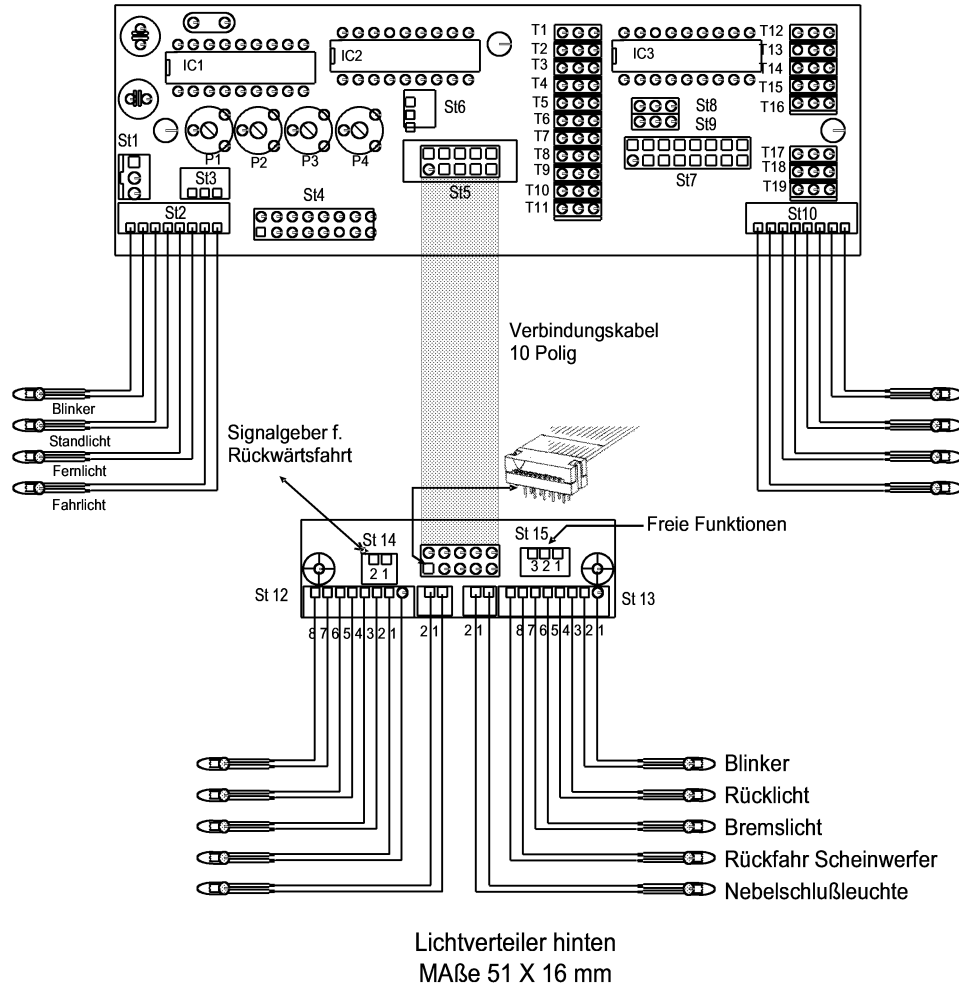 T1
T2
T3
T4
T5
T6
T7
T8
T9
T10
T11
T12
T13
T14
T15
T16
T17
T18
T19
IC1
IC2
IC3
St6
St8
St9
St1
P1
P2
P3
P4
St3
St7
St2
St4
St5
St10
Verbindungskabel
10 Polig
Blinker
Standlicht
Fernlicht
Fahrlicht
Signalgeber f.
Rückwärtsfahrt
St 14
St 15
Freie Funktionen
2 1
3 2 1
St 12
St 13
8 7 6 5 4 3 2 1
2 1
2 1
8 7 6 5 4 3 2 1
Blinker
Rücklicht
Bremslicht
Rückfahr Scheinwerfer
Nebelschlußleuchte
Lichtverteiler hinten
MAße 51 X 16 mm